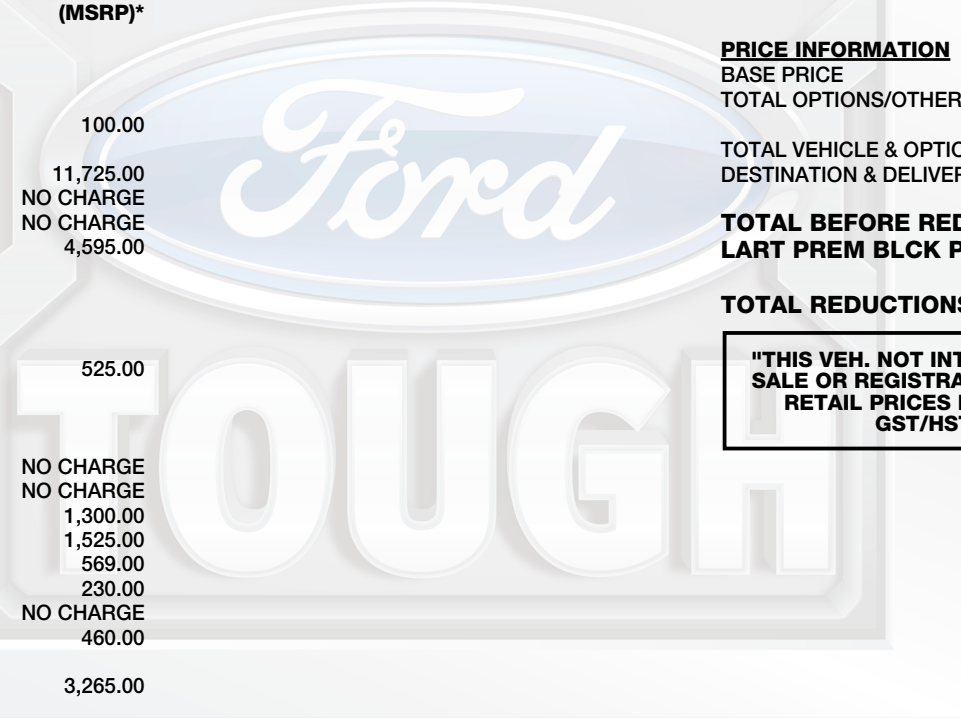 (MSRP)*
100.00
11,725.00
NO CHARGE
NO CHARGE
4,595.00
525.00
NO CHARGE
NO CHARGE
1,300.00
1,525.00
569.00
230.00
NO CHARGE
460.00
3,265.00
Ford
TOUGH
PRICE INFORMATION
BASE PRICE
TOTAL OPTIONS/OTHER
TOTAL VEHICLE & OPTIO
DESTINATION & DELIVER
TOTAL BEFORE RED
LART PREM BLCK P
TOTAL REDUCTIONS
"THIS VEH. NOT INT
SALE OR REGISTRA
RETAIL PRICES
GST/HST